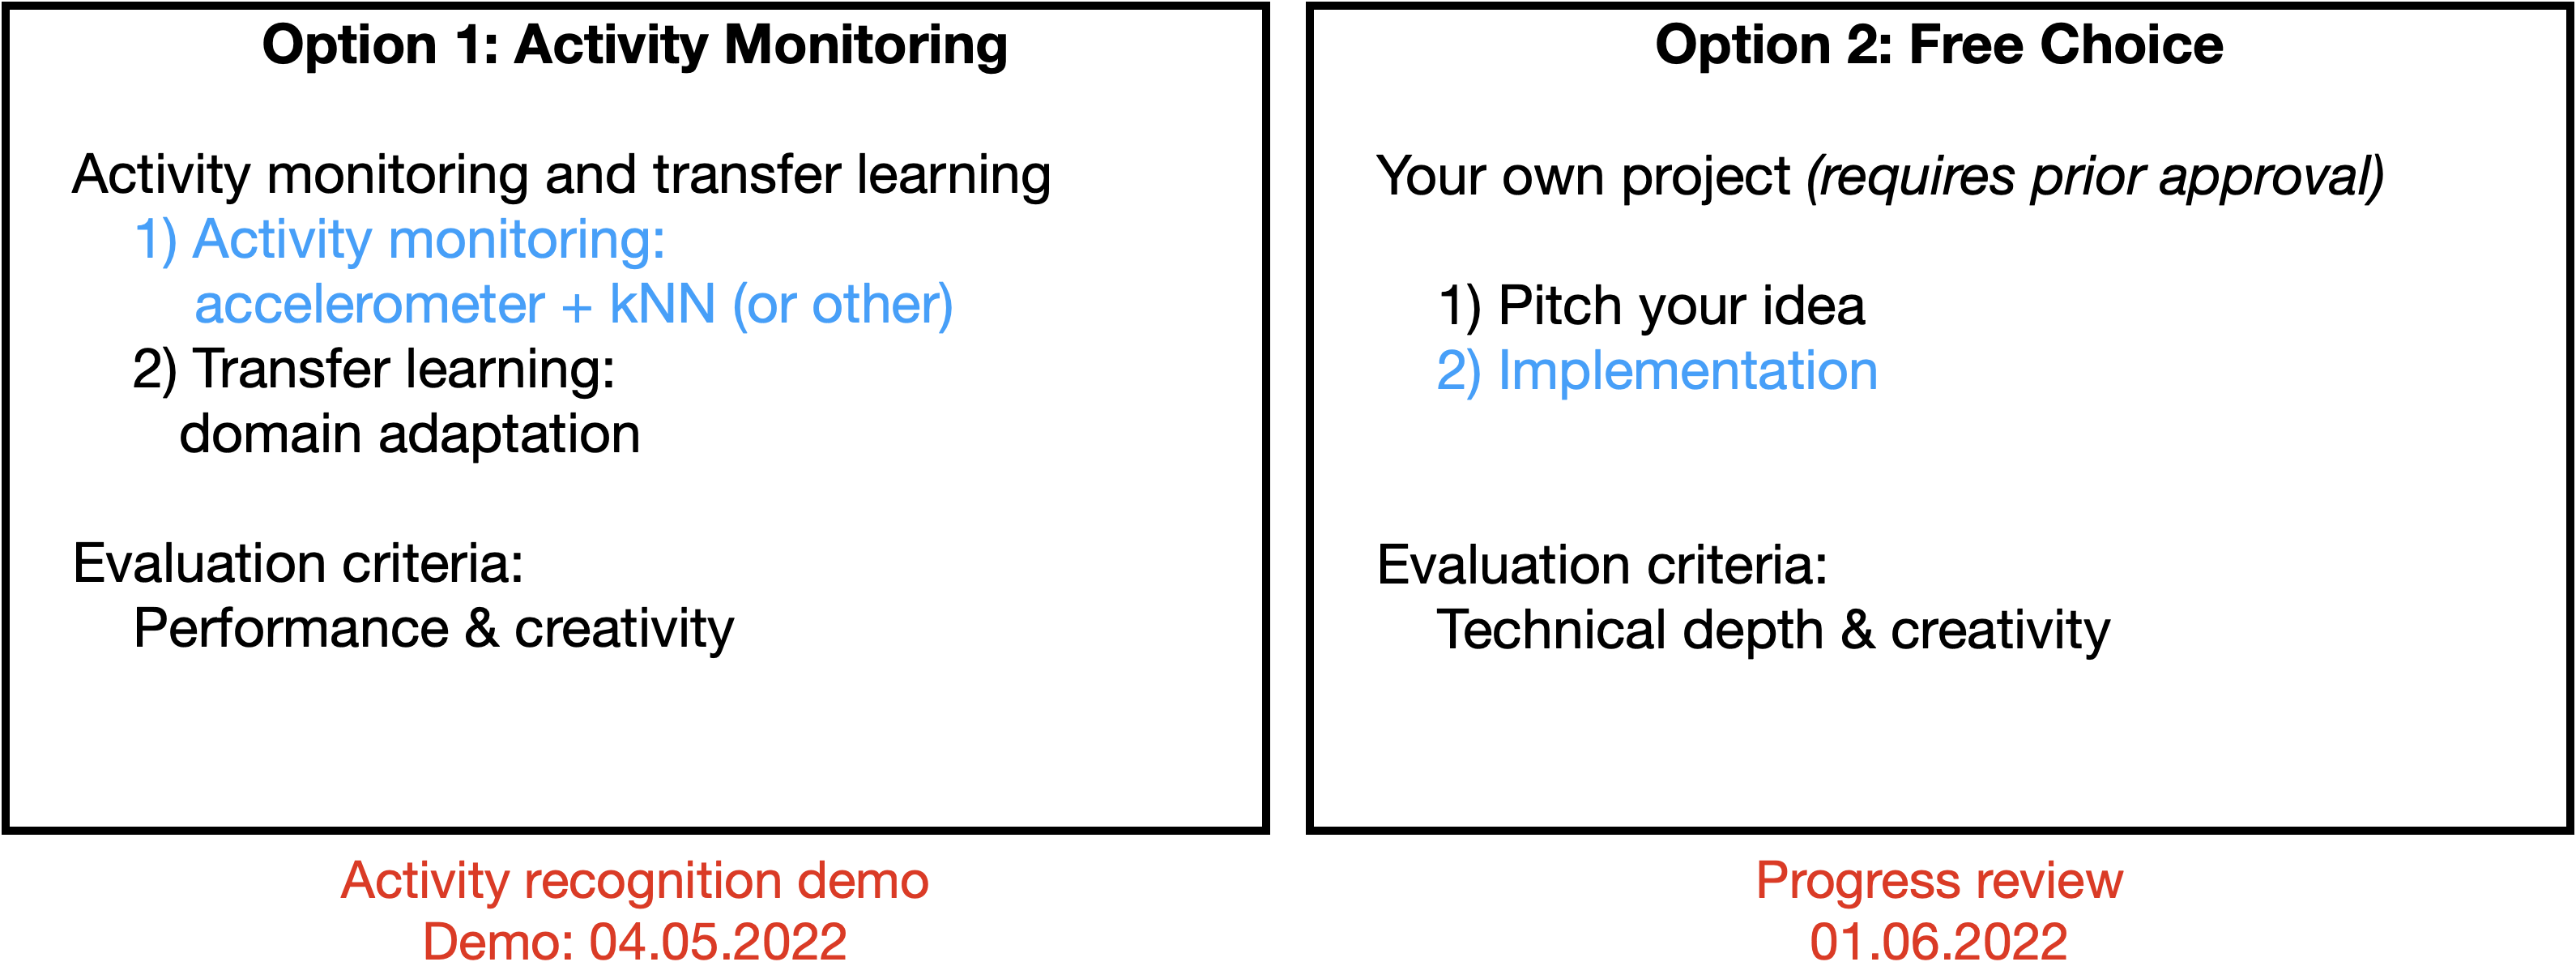 Option 1: Activity Monitoring
Activity monitoring and transfer learning
1) Activity monitoring:
accelerometer + kNN (or other)
2) Transfer learning:
domain adaptation
Evaluation criteria:
Performance & creativity
Activity recognition demo
Demo: 04.05.2022
Option 2: Free Choice
Your own project (requires prior approval)
1) Pitch your idea
2) Implementation
Evaluation criteria:
Technical depth & creativity
Progress review
01.06.2022